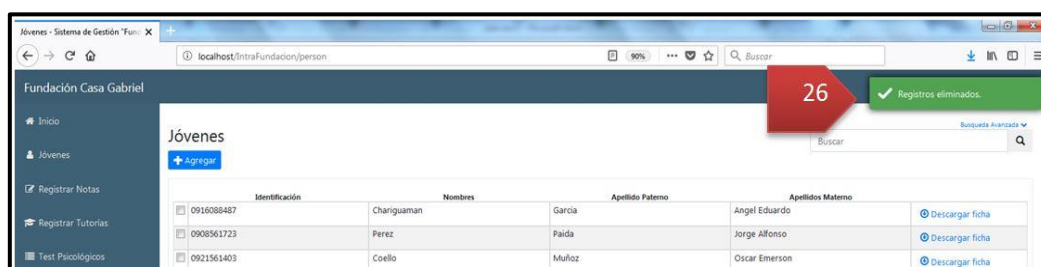 Jóvenes - Sistema de Gestión "Func
localhost/IntraFundacion/person
90%
Buscar
Fundación Casa Gabriel
26
Registros eliminados.
Inicio
Jóvenes
Registrar Notas
Registrar Tutorías
Test Psicológicos
Jóvenes
Busqueda Avanzada
Buscar
Agregar
Identificación Nombres Apellido Paterno Apellidos Materno
0916088487 Chariguaman Garcia Angel Eduardo Descargar ficha
0908561723 Perez Paida Jorge Alfonso Descargar ficha
0921561403 Coello Muñoz Oscar Emerson Descargar ficha